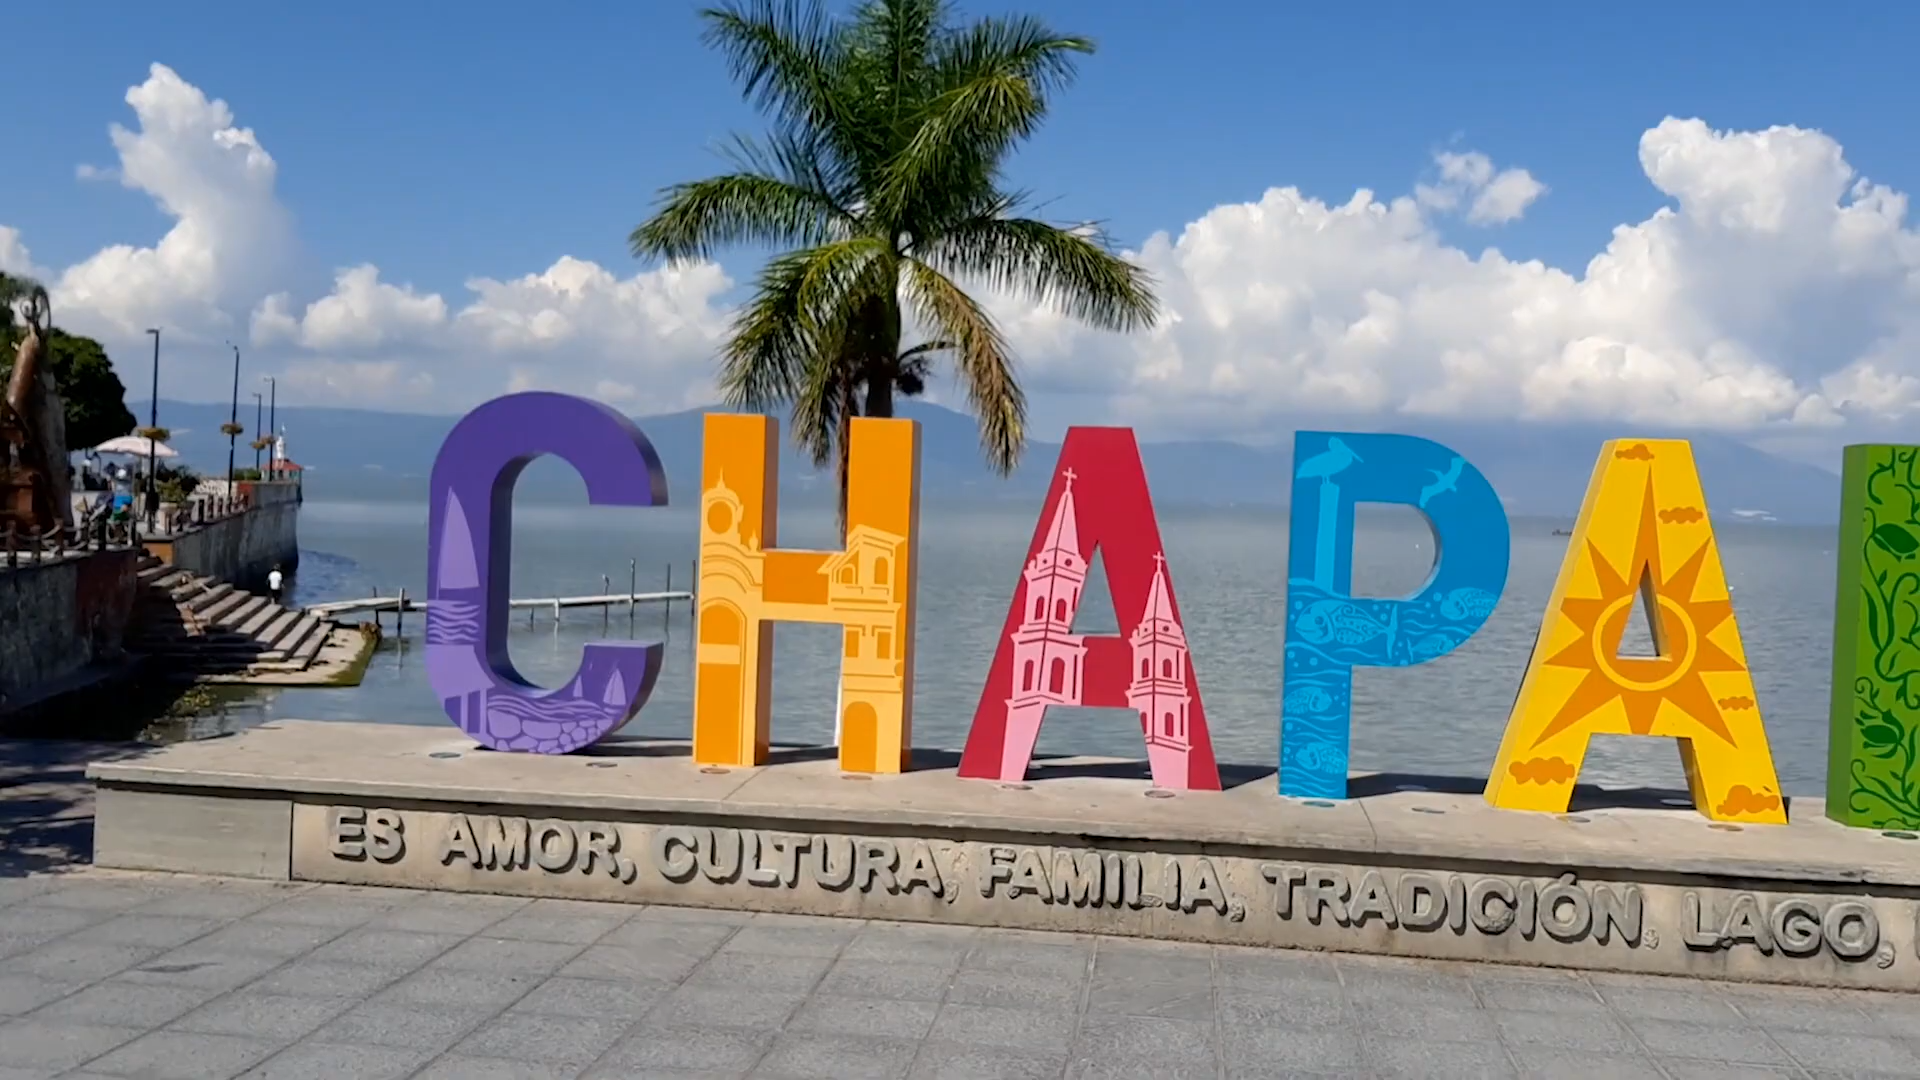 CHAPA
ES AMOR, CULTURA, FAMILIA, TRADICIÓN, LAGO,